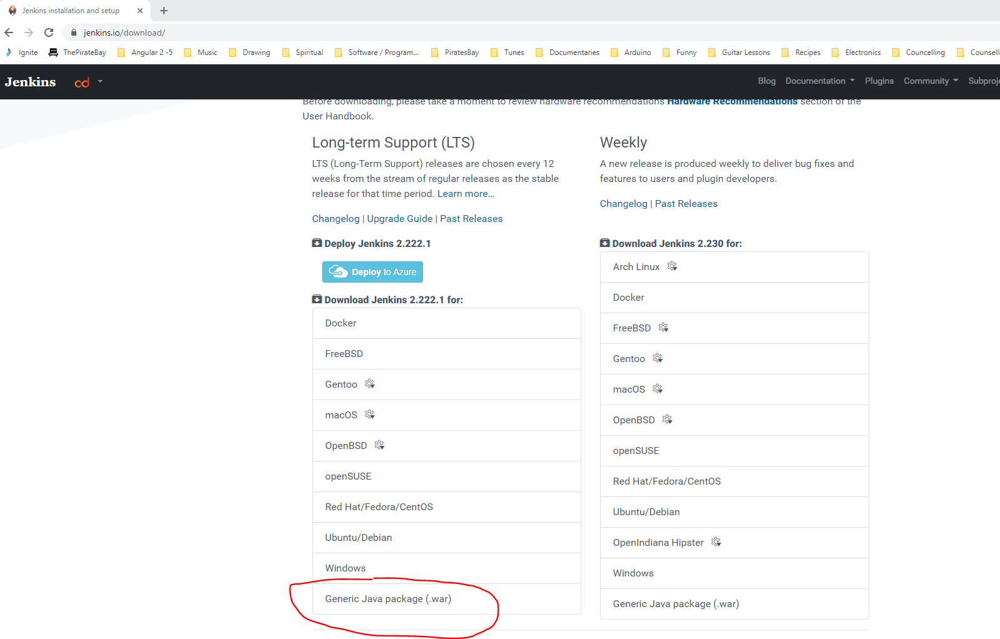 Jenkins installation and setup
jenkins.io/download/
Ignite ThePirateBay Angular 2 -5 Music Drawing Spiritual Software / Program... PiratesBay Tunes Documentaries Arduino Funny Guitar Lessons Recipes Electronics Councelling Counselli
Jenkins cd Blog Documentation Plugins Community Subproj
Before downloading, please take a moment to review hardware recommendations Hardware Recommendations section of the
User Handbook.
Long-term Support (LTS)
LTS (Long-Term Support) releases are chosen every 12
weeks from the stream of regular releases as the stable
release for that time period. Learn more...
Changelog | Upgrade Guide | Past Releases
Deploy Jenkins 2.222.1
Deploy to Azure
Download Jenkins 2.222.1 for:
Docker
FreeBSD
Gentoo
macOS
OpenBSD
openSUSE
Red Hat/Fedora/CentOS
Ubuntu/Debian
Windows
Generic Java package (.war)
Weekly
A new release is produced weekly to deliver bug fixes and
features to users and plugin developers.
Changelog | Past Releases
Download Jenkins 2.230 for:
Arch Linux
Docker
FreeBSD
Gentoo
macOS
OpenBSD
openSUSE
Red Hat/Fedora/CentOS
Ubuntu/Debian
OpenIndiana Hipster
Windows
Generic Java package (.war)